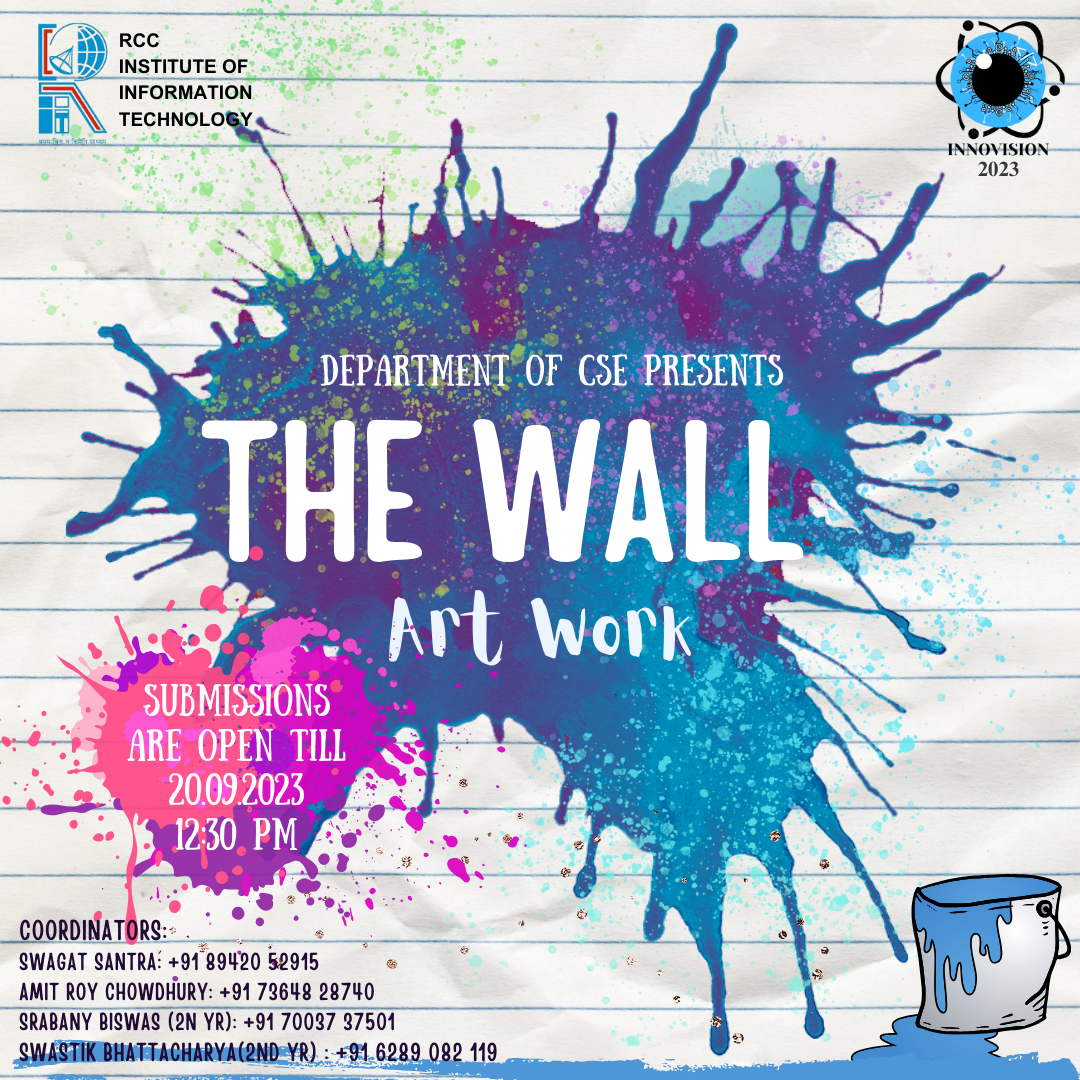 RCC
INSTITUTE OF
INFORMATION
TECHNOLOGY
INNOVISION
2023
DEPARTMENT OF CSE PRESENTS
THE WALL
Art Work
SUBMISSIONS
ARE OPEN TILL
20.09.2023
12:30 PM
COORDINATORS:
SWAGAT SANTRA: +91 89420 52915
AMIT ROY CHOWDHURY: +91 73648 28740
SRABANY BISWAS (2N YR): +91 70037 37501
SWASTIK BHATTACHARYA(2ND YR) : +91 6289 082 119